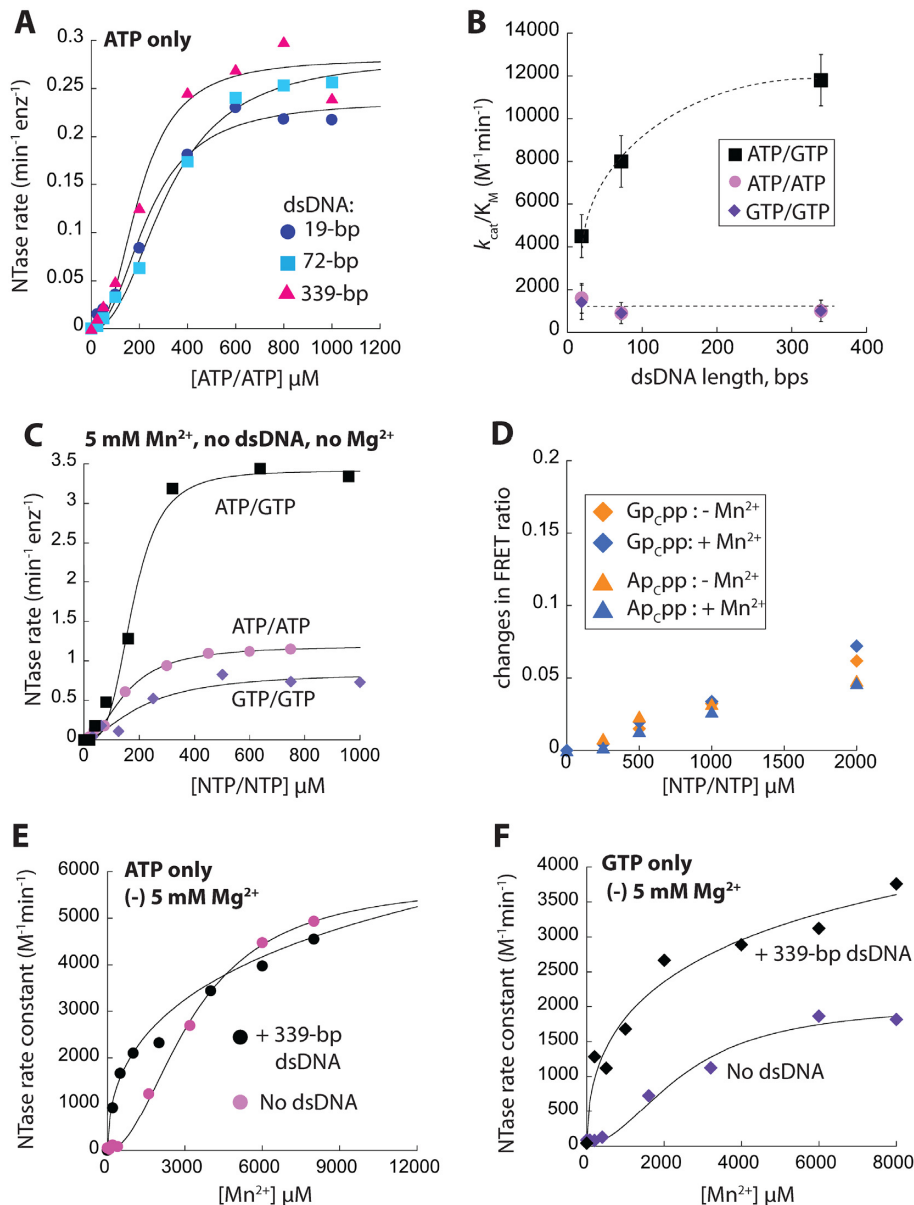 A
ATP only
NTase rate (min⁻¹ enz⁻¹)
0.3
0.25
0.2
0.15
0.1
0.05
0
dsDNA:
19-bp
72-bp
339-bp
0 200 400 600 800 1000 1200
[ATP/ATP] µM
B
kcat/KM (M⁻¹min⁻¹)
14000
12000
10000
8000
6000
4000
2000
0
ATP/GTP
ATP/ATP
GTP/GTP
0 100 200 300 400
dsDNA length, bps
C
5 mM Mn²⁺, no dsDNA, no Mg²⁺
NTase rate (min⁻¹ enz⁻¹)
3.5
3
2.5
2
1.5
1
0.5
0
ATP/GTP
ATP/ATP
GTP/GTP
0 200 400 600 800 1000
[NTP/NTP] µM
D
changes in FRET ratio
0.2
0.15
0.1
0.05
0
GpCpp : - Mn²⁺
GpCpp: + Mn²⁺
ApCpp : - Mn²⁺
ApCpp : + Mn²⁺
0 500 1000 1500 2000
[NTP/NTP] µM
E
ATP only
(-) 5 mM Mg²⁺
NTase rate constant (M⁻¹min⁻¹)
6000
5000
4000
3000
2000
1000
0
+ 339-bp
dsDNA
No dsDNA
0 3000 6000 9000 12000
[Mn²⁺] µM
F
GTP only
(-) 5 mM Mg²⁺
NTase rate constant (M⁻¹min⁻¹)
4000
3500
3000
2500
2000
1500
1000
500
0
+ 339-bp dsDNA
No dsDNA
0 2000 4000 6000 8000
[Mn²⁺] µM